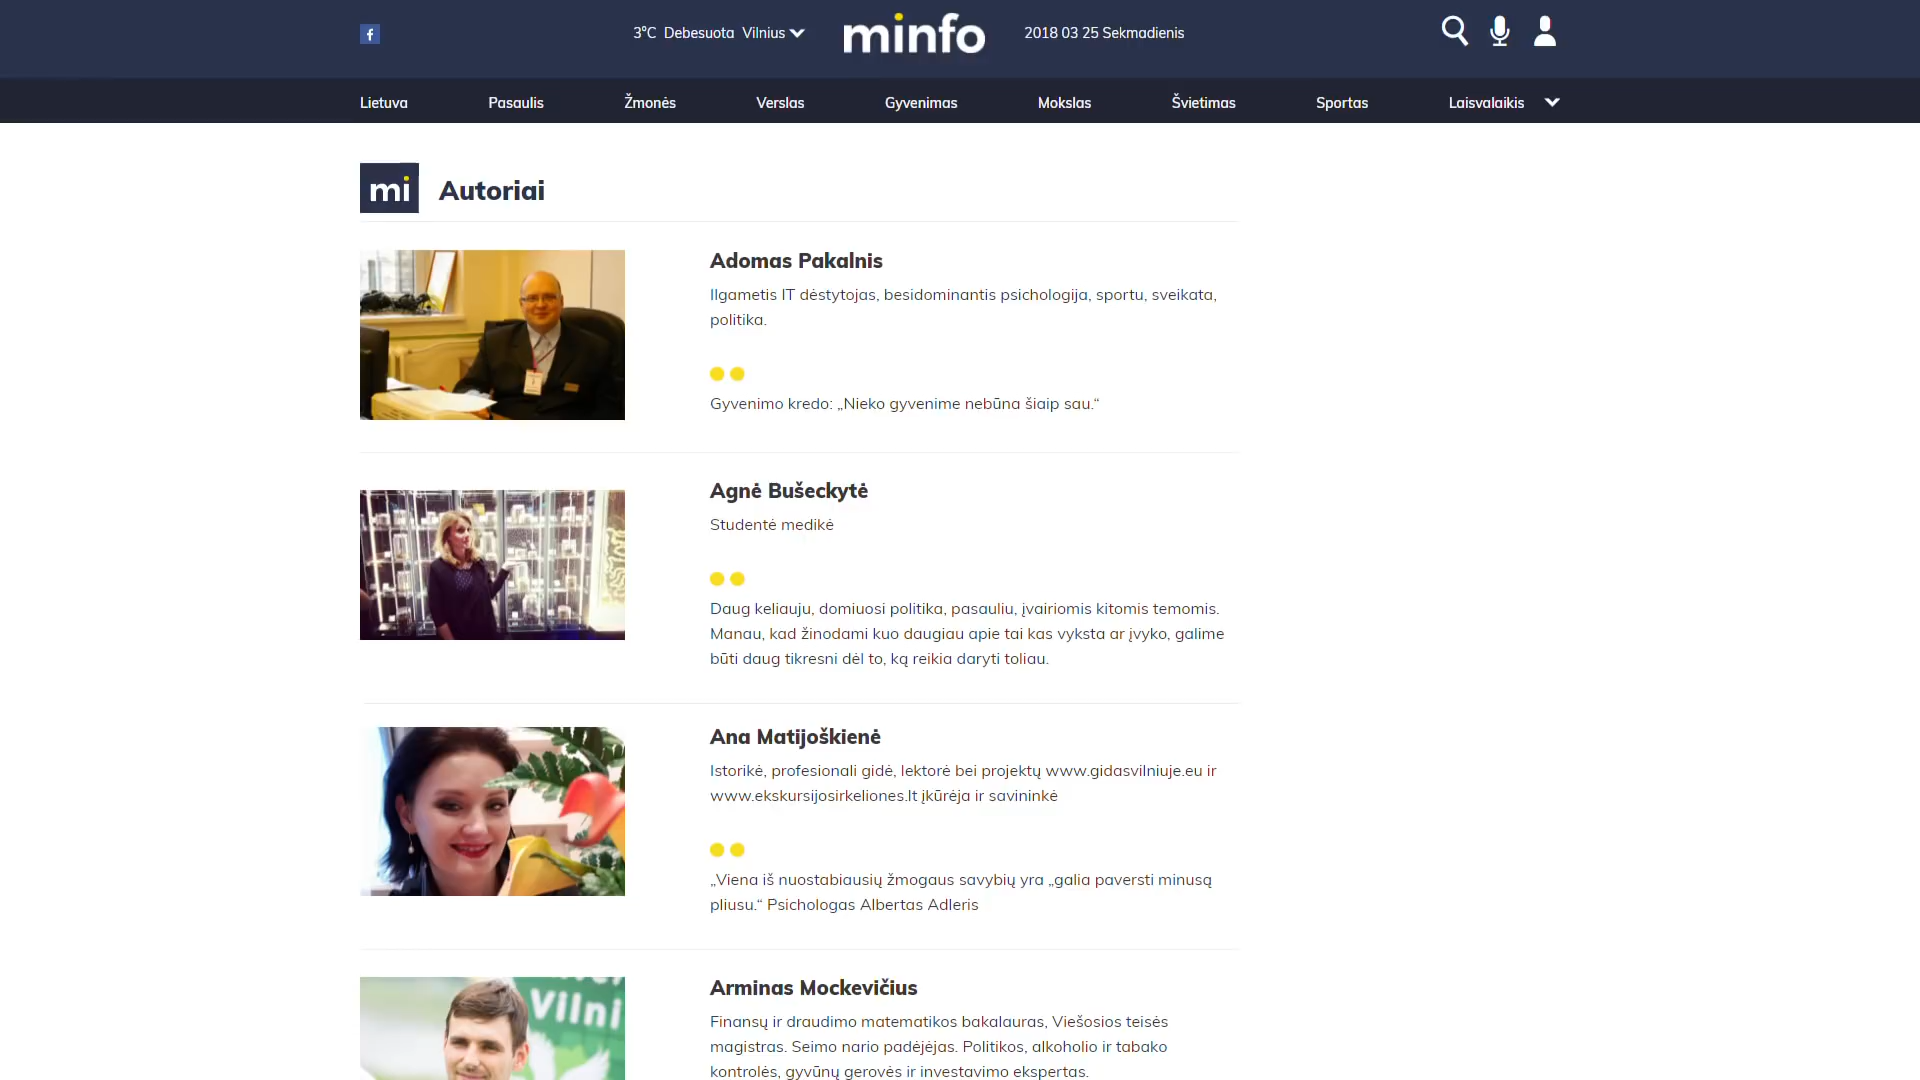 f
3°C Debesuota Vilnius
minfo
2018 03 25 Sekmadienis
Lietuva Pasaulis Žmonės Verslas Gyvenimas Mokslas Švietimas Sportas Laisvalaikis
mi Autoriai
Adomas Pakalnis
Ilgametis IT dėstytojas, besidominantis psichologija, sportu, sveikata,
politika.
Gyvenimo kredo: „Nieko gyvenime nebūna šiaip sau.“
Agnė Bušeckytė
Studentė medikė
Daug keliauju, domiuosi politika, pasauliu, įvairiomis kitomis temomis.
Manau, kad žinodami kuo daugiau apie tai kas vyksta ar įvyko, galime
būti daug tikresni dėl to, ką reikia daryti toliau.
Ana Matijoškienė
Istorikė, profesionali gidė, lektorė bei projektų www.gidasvilniuje.eu ir
www.ekskursijosirkeliones.lt įkūrėja ir savininkė
„Viena iš nuostabiausių žmogaus savybių yra „galia paversti minusą
pliusu.“ Psichologas Albertas Adleris
Vilni
Arminas Mockevičius
Finansų ir draudimo matematikos bakalauras, Viešosios teisės
magistras. Seimo nario padėjėjas. Politikos, alkoholio ir tabako
kontrolės, gyvūnų gerovės ir investavimo ekspertas.